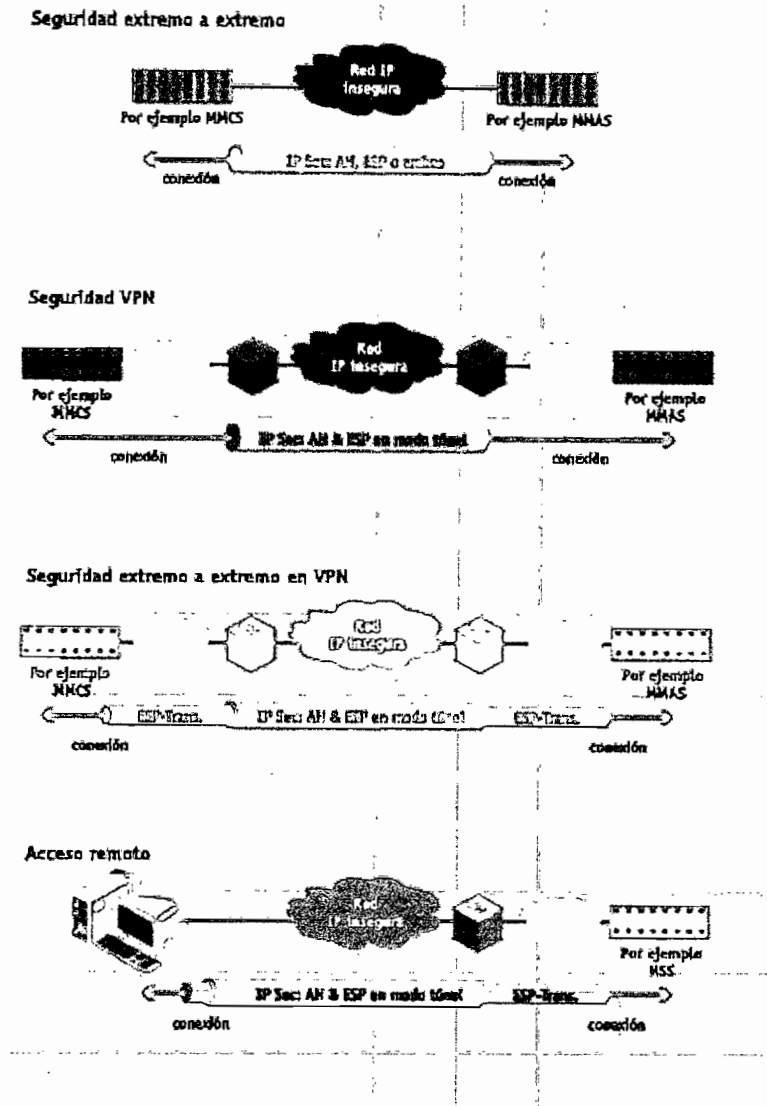 Seguridad extremo a extremo
Red IP
insegura
Por ejemplo MMCS
Por ejemplo MMAS
IP Sec: AH, ESP o ambos
conexión
conexión
Seguridad VPN
Red
IP insegura
Por ejemplo
MMCS
Por ejemplo
MMAS
IP Sec: AH & ESP en modo túnel
conexión
conexión
Seguridad extremo a extremo en VPN
Red
IP insegura
Por ejemplo
MMCS
Por ejemplo
MMAS
ESP-Trans.
IP Sec: AH & ESP en modo túnel
ESP-Trans.
conexión
conexión
Acceso remoto
Red
IP insegura
Por ejemplo
HSS
IP Sec: AH & ESP en modo túnel
ESP-Trans.
conexión
conexión